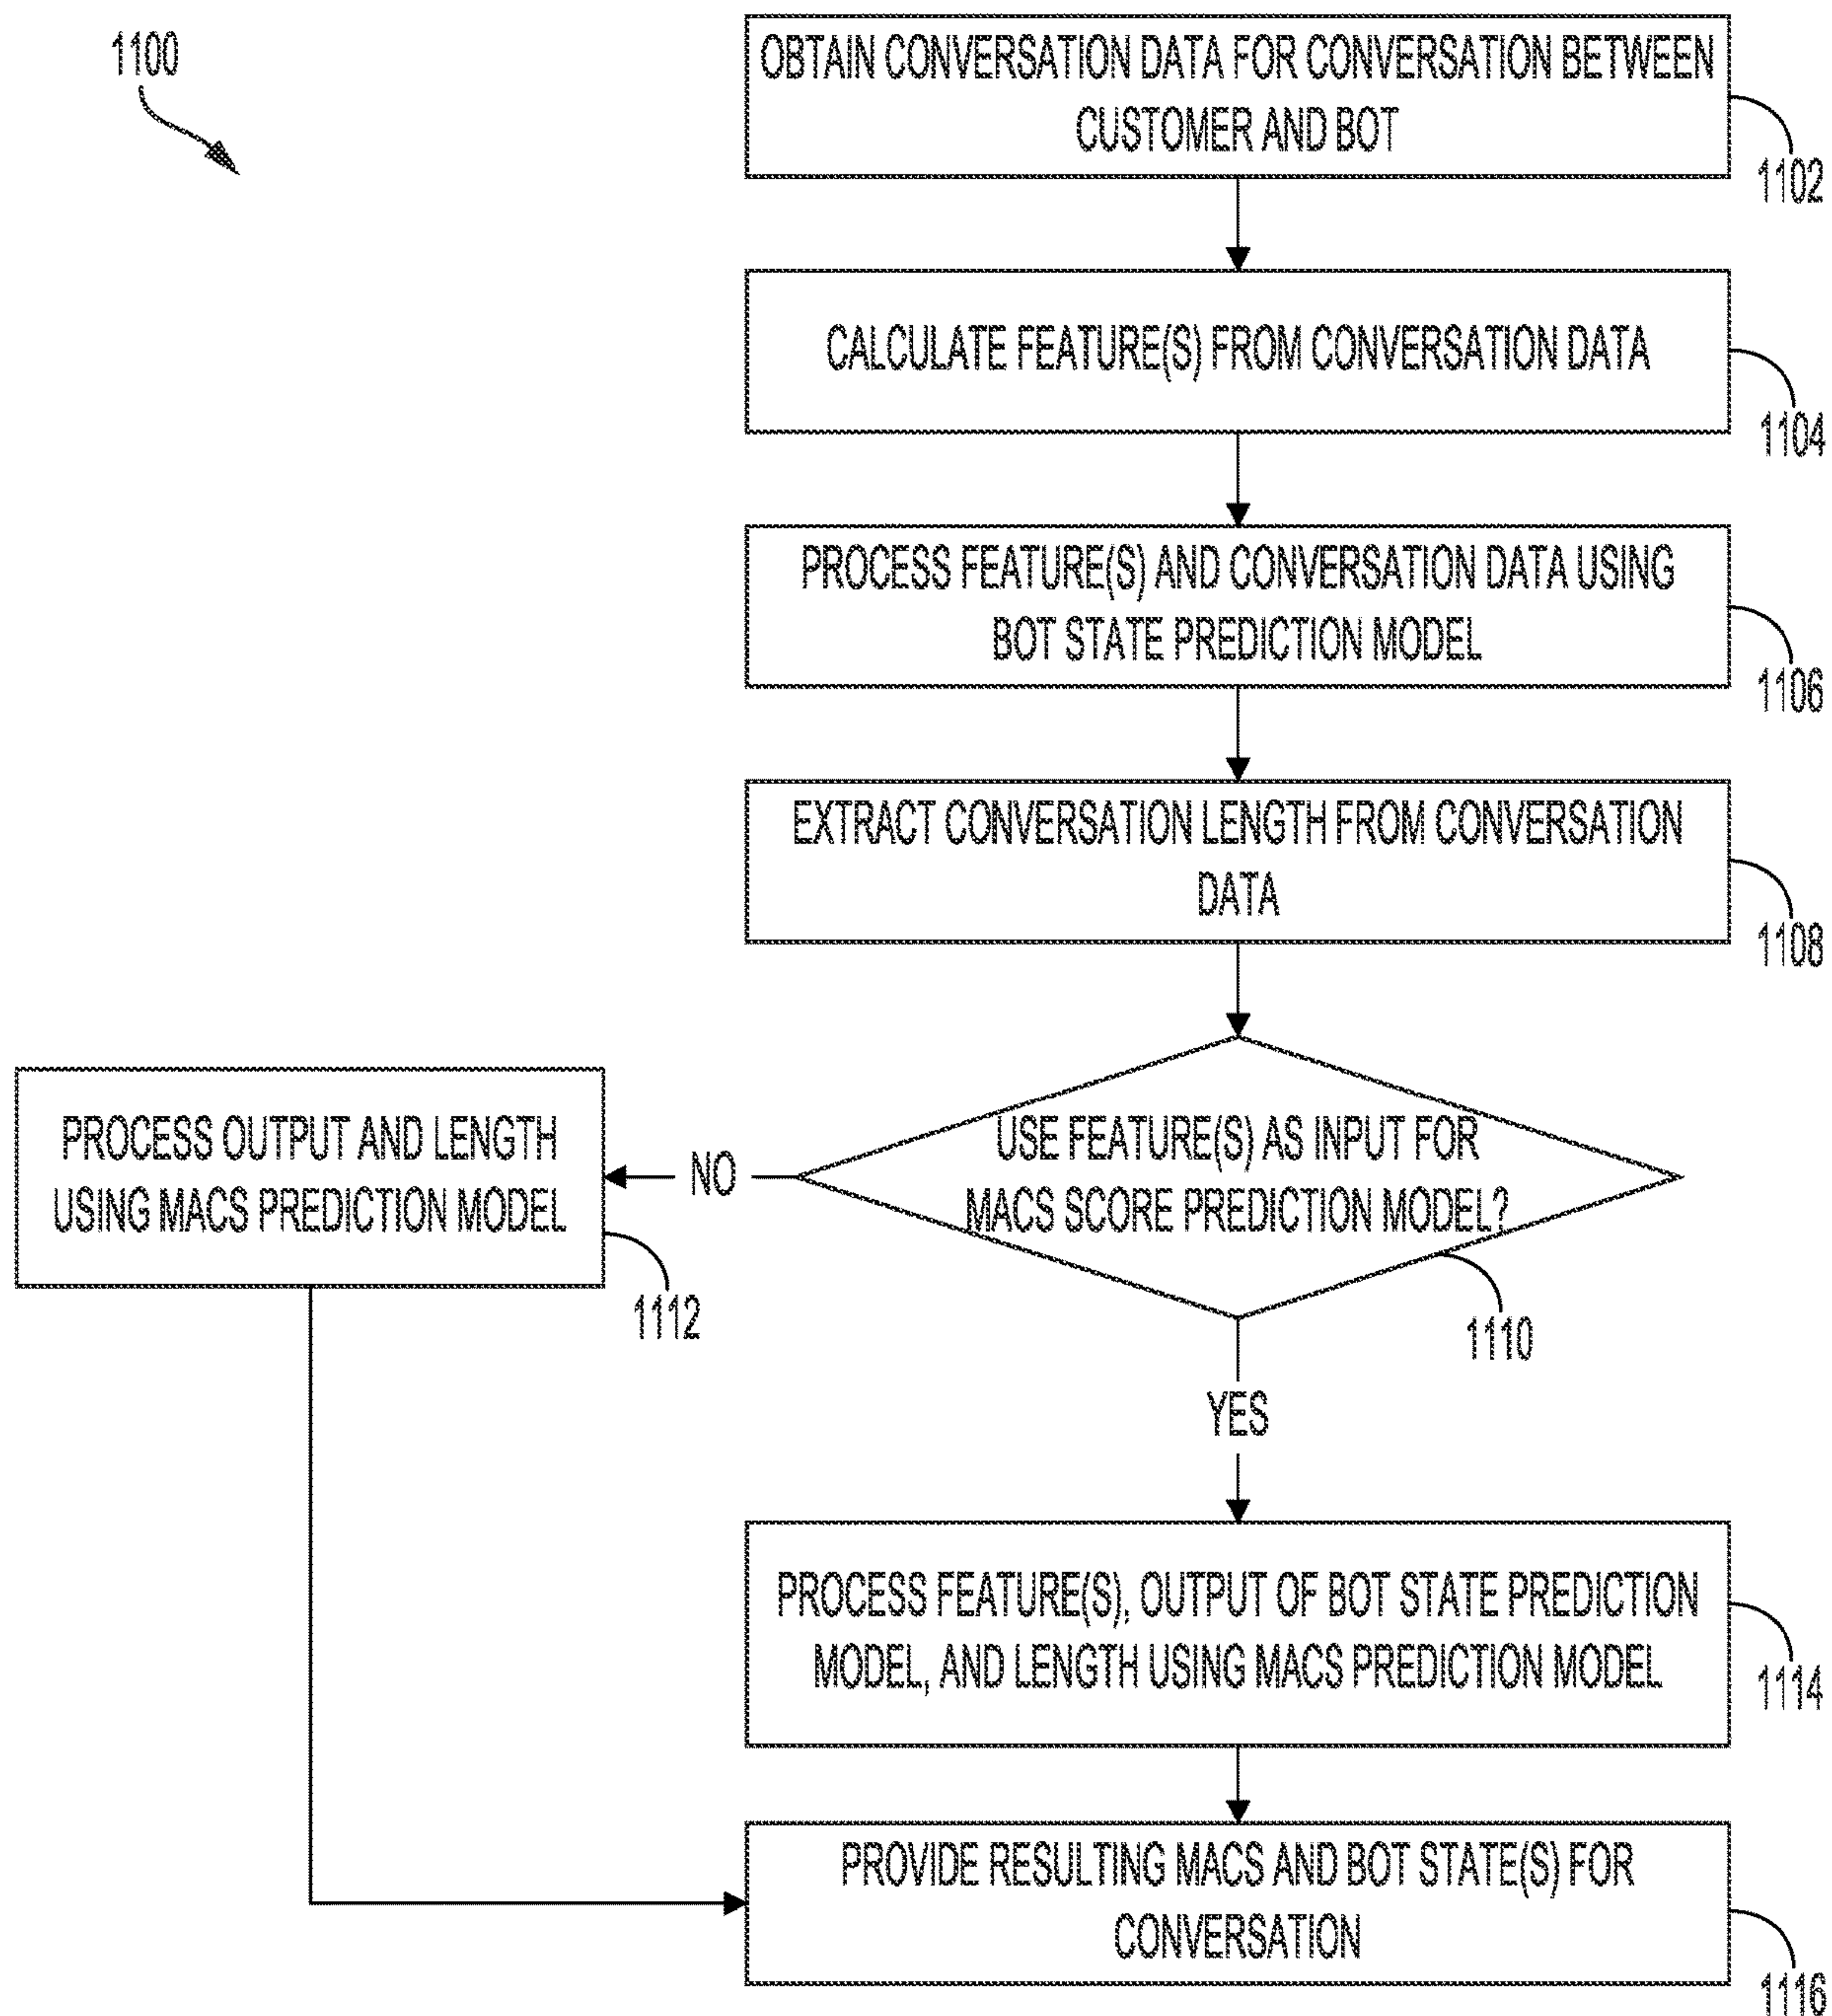 1100
OBTAIN CONVERSATION DATA FOR CONVERSATION BETWEEN
CUSTOMER AND BOT
1102
CALCULATE FEATURE(S) FROM CONVERSATION DATA
1104
PROCESS FEATURE(S) AND CONVERSATION DATA USING
BOT STATE PREDICTION MODEL
1106
EXTRACT CONVERSATION LENGTH FROM CONVERSATION
DATA
1108
USE FEATURE(S) AS INPUT FOR
MACS SCORE PREDICTION MODEL?
1110
NO
PROCESS OUTPUT AND LENGTH
USING MACS PREDICTION MODEL
1112
YES
PROCESS FEATURE(S), OUTPUT OF BOT STATE PREDICTION
MODEL, AND LENGTH USING MACS PREDICTION MODEL
1114
PROVIDE RESULTING MACS AND BOT STATE(S) FOR
CONVERSATION
1116